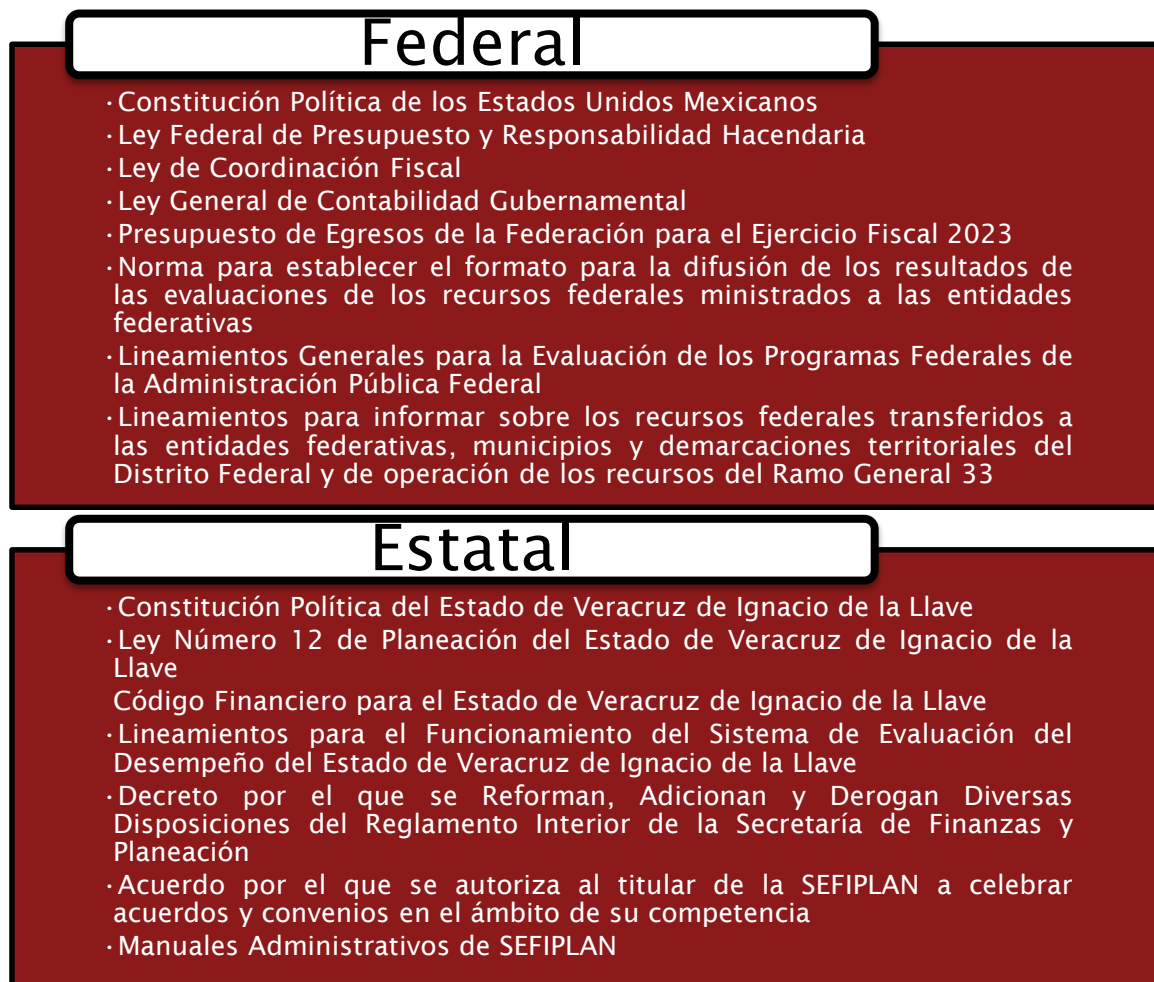 Federal
·Constitución Política de los Estados Unidos Mexicanos
·Ley Federal de Presupuesto y Responsabilidad Hacendaria
·Ley de Coordinación Fiscal
·Ley General de Contabilidad Gubernamental
·Presupuesto de Egresos de la Federación para el Ejercicio Fiscal 2023
·Norma para establecer el formato para la difusión de los resultados de
las evaluaciones de los recursos federales ministrados a las entidades
federativas
·Lineamientos Generales para la Evaluación de los Programas Federales de
la Administración Pública Federal
·Lineamientos para informar sobre los recursos federales transferidos a
las entidades federativas, municipios y demarcaciones territoriales del
Distrito Federal y de operación de los recursos del Ramo General 33
Estatal
·Constitución Política del Estado de Veracruz de Ignacio de la Llave
·Ley Número 12 de Planeación del Estado de Veracruz de Ignacio de la
Llave
Código Financiero para el Estado de Veracruz de Ignacio de la Llave
·Lineamientos para el Funcionamiento del Sistema de Evaluación del
Desempeño del Estado de Veracruz de Ignacio de la Llave
·Decreto por el que se Reforman, Adicionan y Derogan Diversas
Disposiciones del Reglamento Interior de la Secretaría de Finanzas y
Planeación
·Acuerdo por el que se autoriza al titular de la SEFIPLAN a celebrar
acuerdos y convenios en el ámbito de su competencia
·Manuales Administrativos de SEFIPLAN